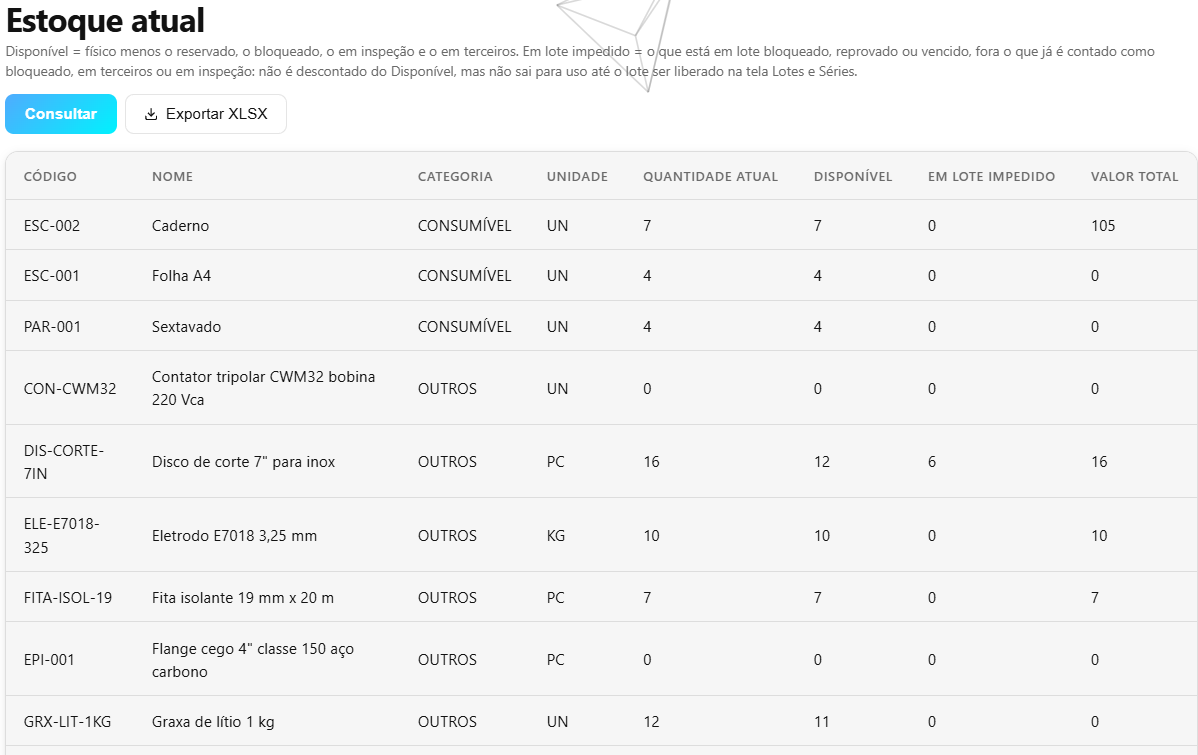 Estoque atual
Disponível = físico menos o reservado, o bloqueado, o em inspeção e o em terceiros. Em lote impedido = o que está em lote bloqueado, reprovado ou vencido, fora o que já é contado como
bloqueado, em terceiros ou em inspeção: não é descontado do Disponível, mas não sai para uso até o lote ser liberado na tela Lotes e Séries.
Consultar Exportar XLSX
CÓDIGO NOME CATEGORIA UNIDADE QUANTIDADE ATUAL DISPONÍVEL EM LOTE IMPEDIDO VALOR TOTAL
ESC-002 Caderno CONSUMÍVEL UN 7 7 0 105
ESC-001 Folha A4 CONSUMÍVEL UN 4 4 0 0
PAR-001 Sextavado CONSUMÍVEL UN 4 4 0 0
CON-CWM32 Contator tripolar CWM32 bobina
220 Vca OUTROS UN 0 0 0 0
DIS-CORTE-
7IN Disco de corte 7" para inox OUTROS PC 16 12 6 16
ELE-E7018-
325 Eletrodo E7018 3,25 mm OUTROS KG 10 10 0 10
FITA-ISOL-19 Fita isolante 19 mm x 20 m OUTROS PC 7 7 0 7
EPI-001 Flange cego 4" classe 150 aço
carbono OUTROS PC 0 0 0 0
GRX-LIT-1KG Graxa de lítio 1 kg OUTROS UN 12 11 0 0